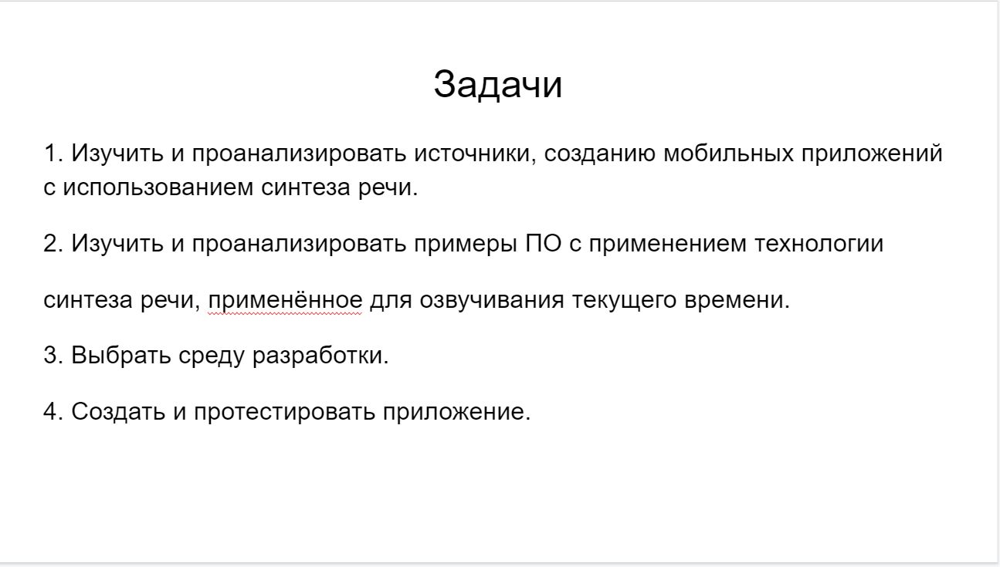 Задачи
1. Изучить и проанализировать источники, созданию мобильных приложений
с использованием синтеза речи.
2. Изучить и проанализировать примеры ПО с применением технологии
синтеза речи, применённое для озвучивания текущего времени.
3. Выбрать среду разработки.
4. Создать и протестировать приложение.